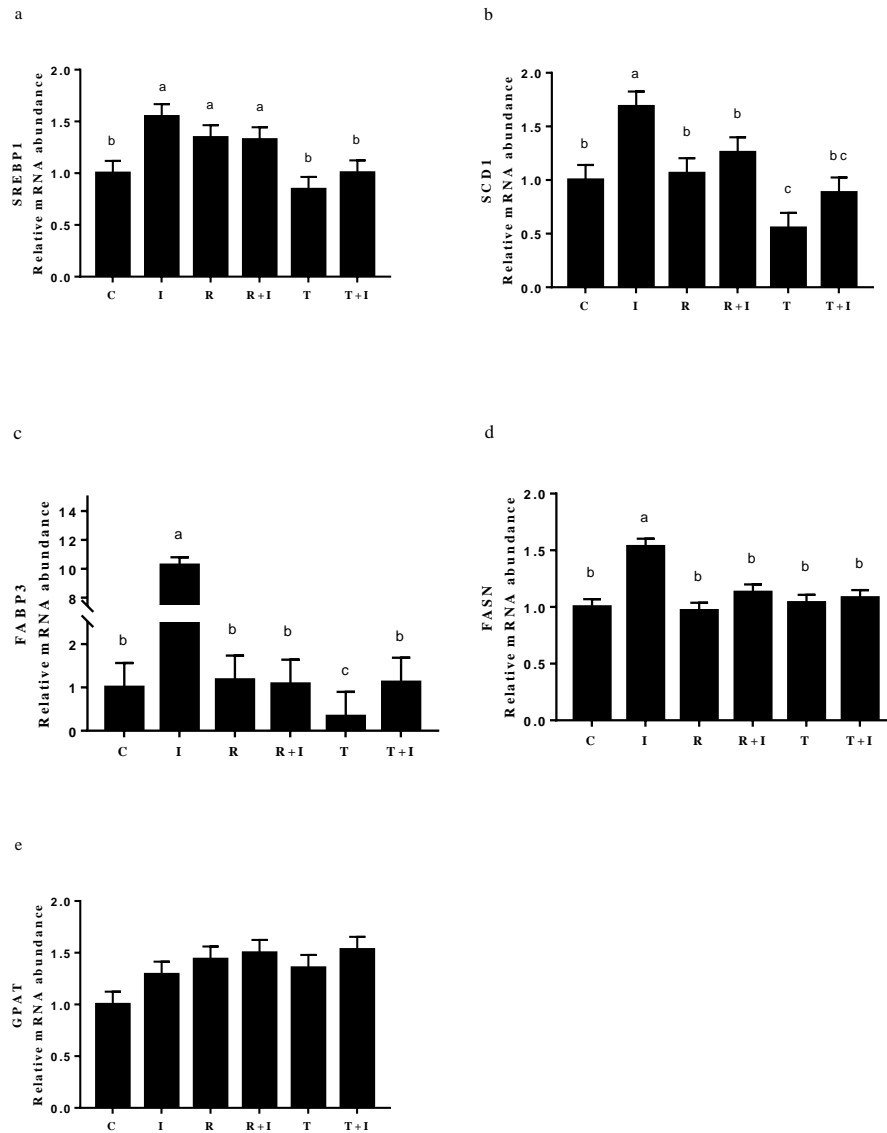 a
SREBP1
Relative mRNA abundance
2.0
1.5
1.0
0.5
0.0
b
a
a
a
b
b
C I R R+I T T+I
b
SCD1
Relative mRNA abundance
2.0
1.5
1.0
0.5
0.0
b
a
b
b
c
bc
C I R R+I T T+I
c
FABP3
Relative mRNA abundance
14
12
10
8
2
1
0
b
a
b
b
c
b
C I R R+I T T+I
d
FASN
Relative mRNA abundance
2.0
1.5
1.0
0.5
0.0
b
a
b
b
b
b
C I R R+I T T+I
e
GPAT
Relative mRNA abundance
2.0
1.5
1.0
0.5
0.0
C I R R+I T T+I